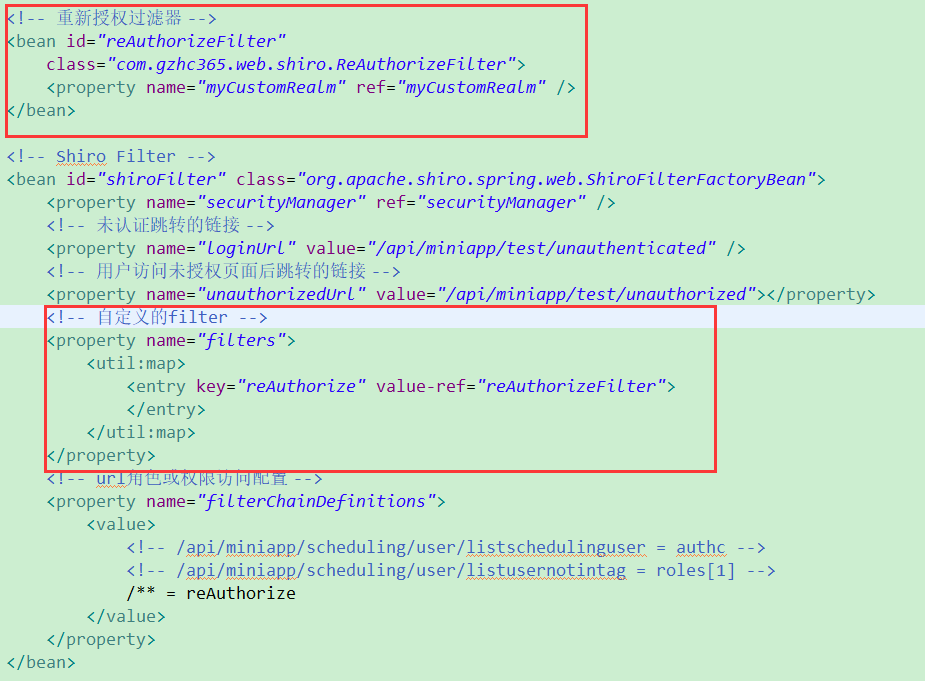 <!-- 重新授权过滤器 -->
<bean id="reAuthorizeFilter"
    class="com.gzhc365.web.shiro.ReAuthorizeFilter">
    <property name="myCustomRealm" ref="myCustomRealm" />
</bean>

<!-- Shiro Filter -->
<bean id="shiroFilter" class="org.apache.shiro.spring.web.ShiroFilterFactoryBean">
    <property name="securityManager" ref="securityManager" />
    <!-- 未认证跳转的链接 -->
    <property name="loginUrl" value="/api/miniapp/test/unauthenticated" />
    <!-- 用户访问未授权页面后跳转的链接 -->
    <property name="unauthorizedUrl" value="/api/miniapp/test/unauthorized"></property>
    <!-- 自定义的filter -->
    <property name="filters">
        <util:map>
            <entry key="reAuthorize" value-ref="reAuthorizeFilter">
            </entry>
        </util:map>
    </property>
    <!-- url角色或权限访问配置 -->
    <property name="filterChainDefinitions">
        <value>
            <!-- /api/miniapp/scheduling/user/listschedulinguser = authc -->
            <!-- /api/miniapp/scheduling/user/listusernotintag = roles[1] -->
            /** = reAuthorize
        </value>
    </property>
</bean>